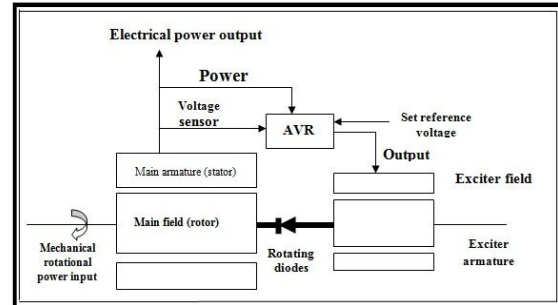 Electrical power output
Power
Voltage
sensor
AVR
Set reference
voltage
Output
Main armature (stator)
Exciter field
Main field (rotor)
Mechanical
rotational
power input
Rotating
diodes
Exciter
armature